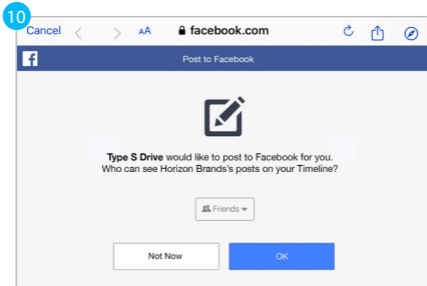 10
Cancel AA facebook.com
f Post to Facebook
Type S Drive would like to post to Facebook for you.
Who can see Horizon Brands's posts on your Timeline?
Friends
Not Now OK